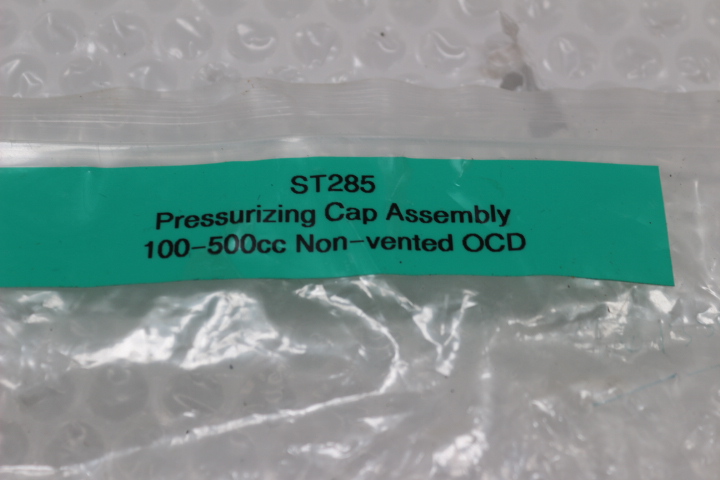 ST285
Pressurizing Cap Assembly
100-500cc Non-vented OCD